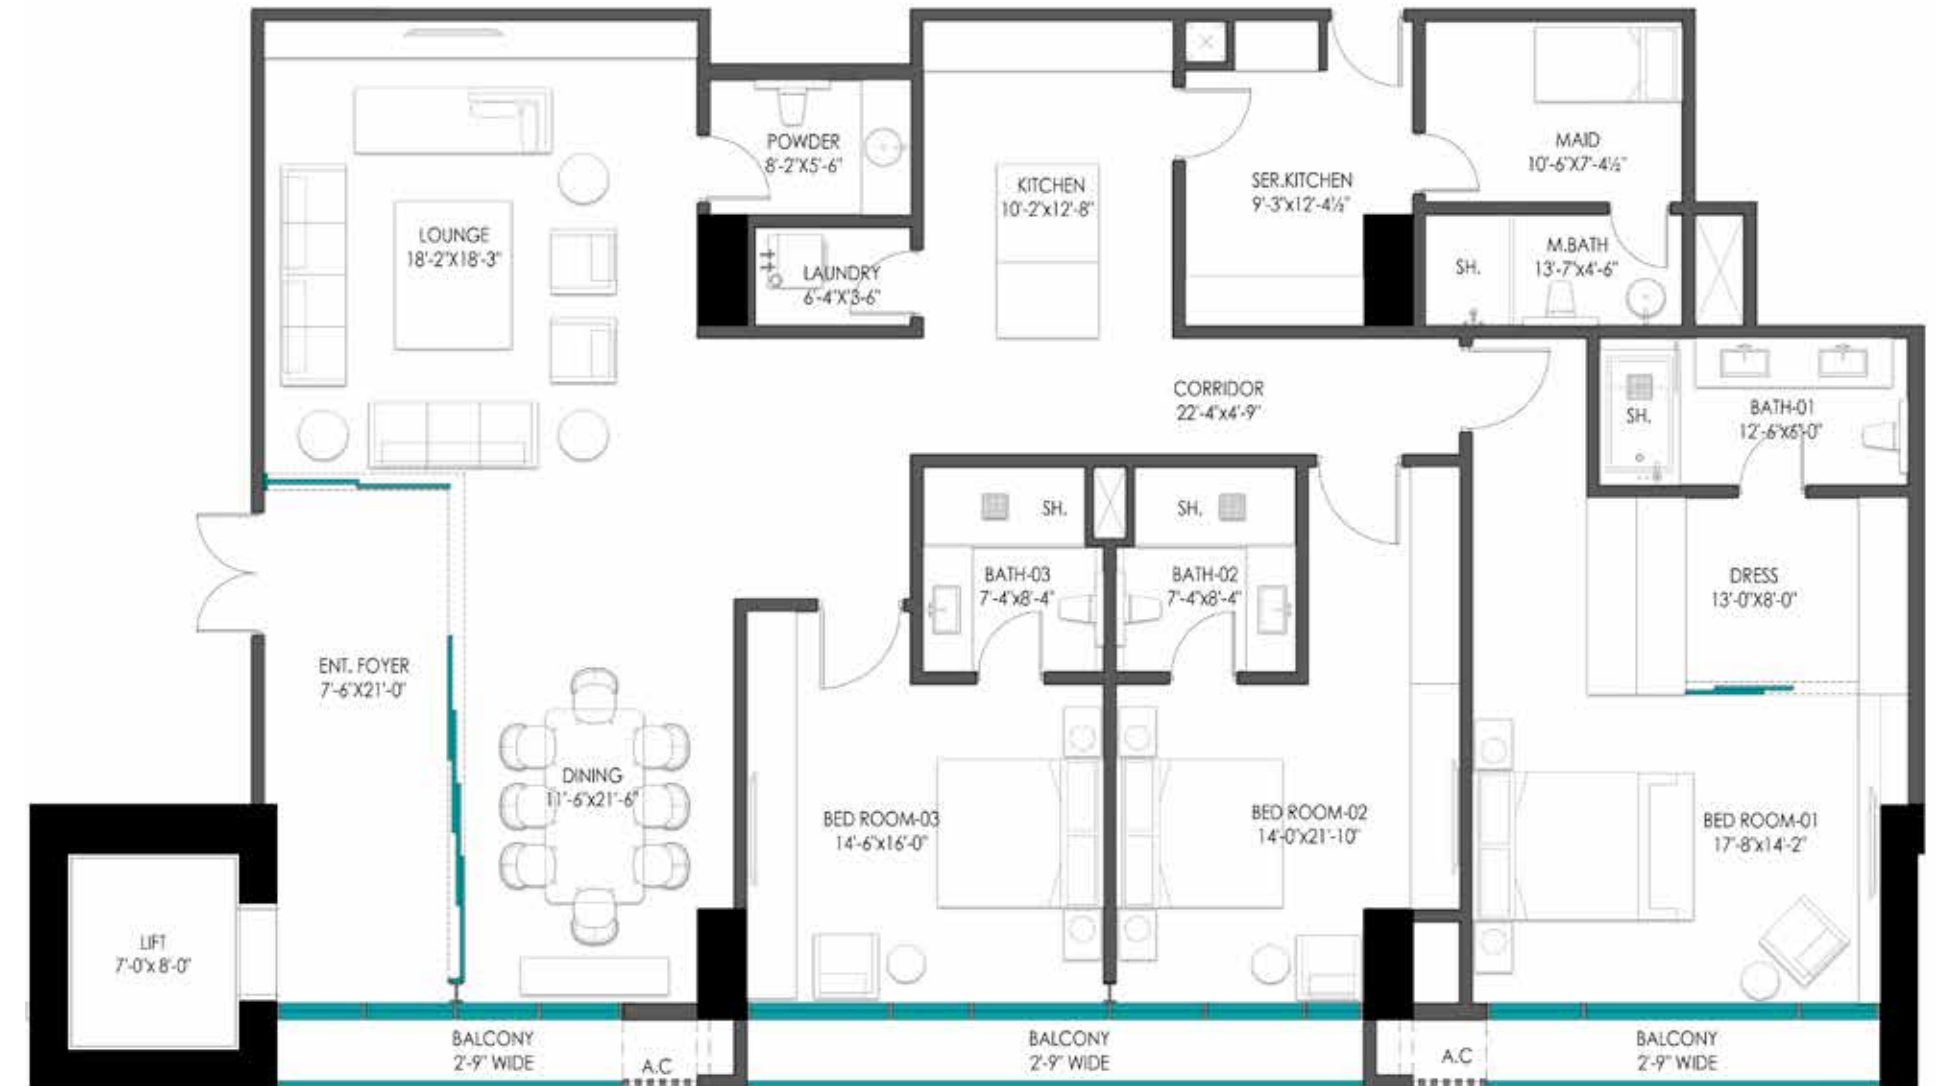 POWDER
8'-2"X5'-6"
MAID
10'-6"X7'-4½"
KITCHEN
10'-2"x12'-8"
SER.KITCHEN
9'-3"x12'-4½"
LOUNGE
18'-2"X18'-3"
LAUNDRY
6'-4"X'3-6"
SH.
M.BATH
13'-7"x4'-6"
CORRIDOR
22'-4"x4'-9"
SH.
BATH-01
12'-6"x6'-0"
SH.
SH.
BATH-03
7'-4"x8'-4"
BATH-02
7'-4"x8'-4"
DRESS
13'-0"X8'-0"
ENT. FOYER
7'-6"X21'-0"
DINING
11'-6"x21'-6"
BED ROOM-03
14'-6"x16'-0"
BED ROOM-02
14'-0"x21'-10"
BED ROOM-01
17'-8"x14'-2"
LIFT
7'-0"x 8'-0"
BALCONY
2'-9" WIDE
A.C
BALCONY
2'-9" WIDE
A.C
BALCONY
2'-9" WIDE